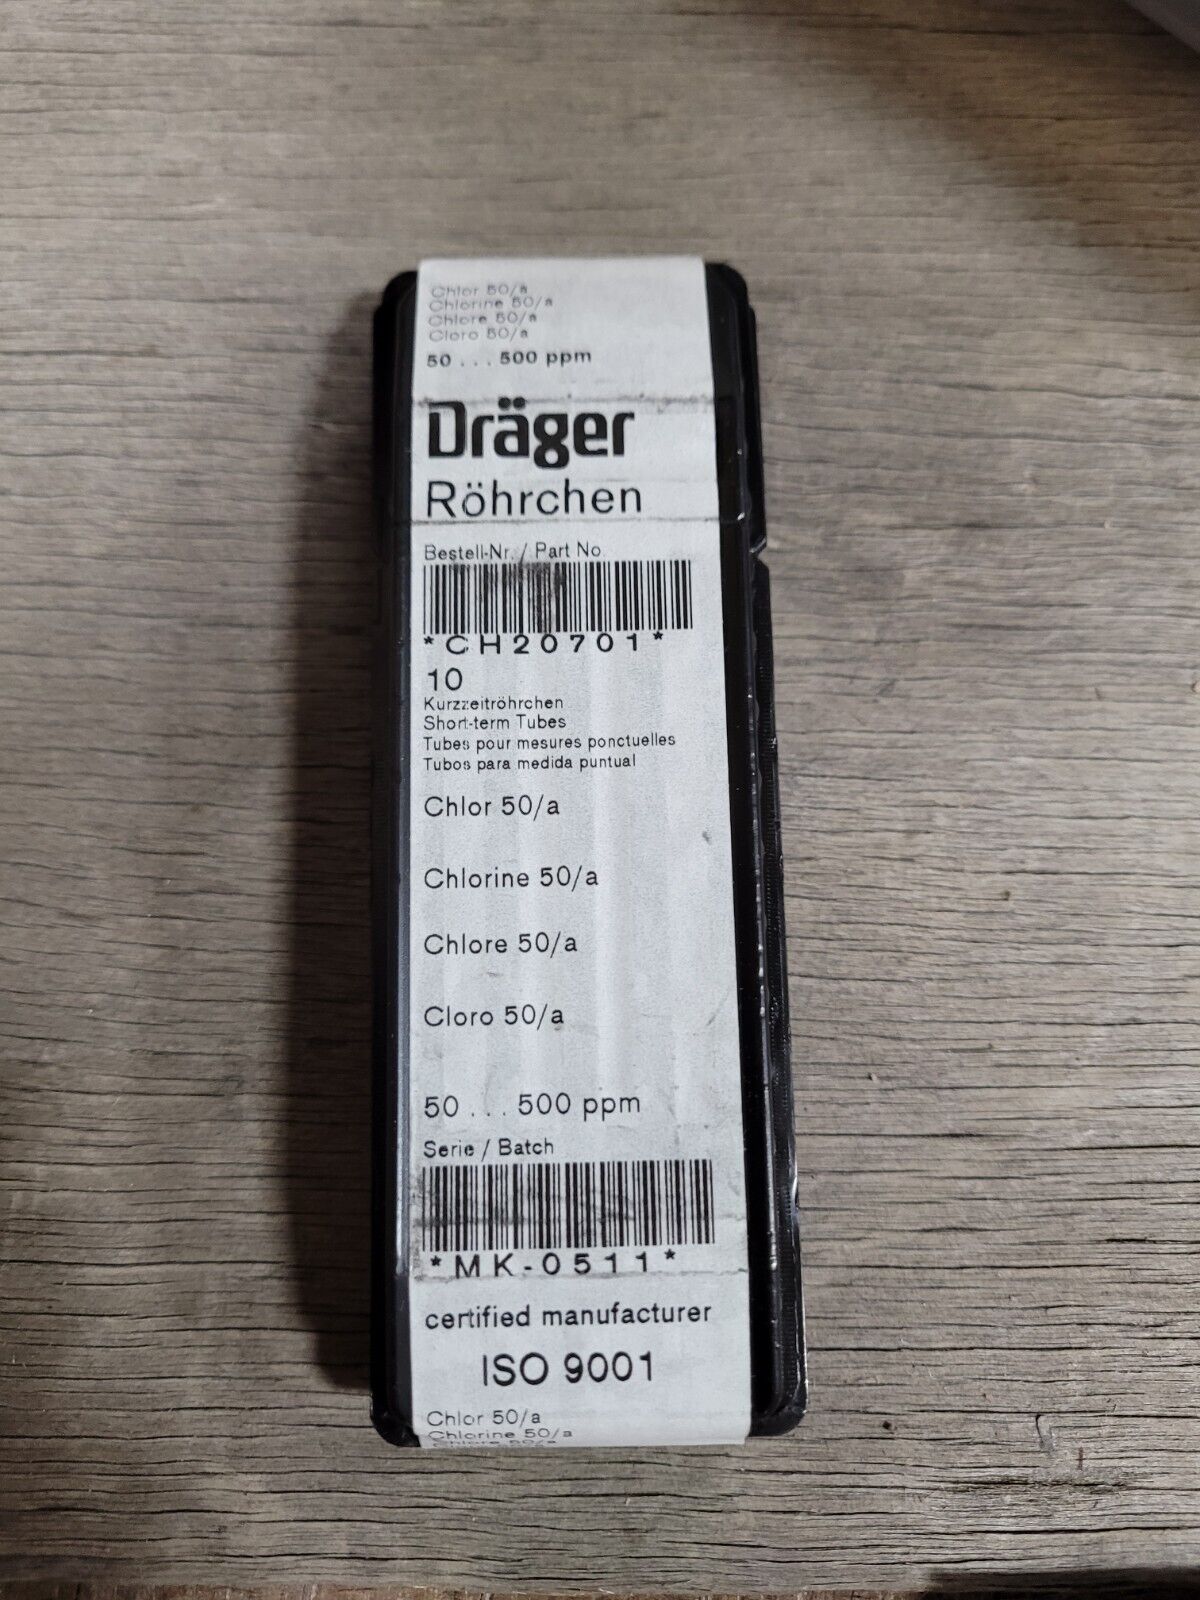 Chlor 50/a
Chlorine 50/a
Chlore 50/a
Cloro 50/a
50 . . . 500 ppm
Dräger
Röhrchen
Bestell-Nr. / Part No.
*CH20701*
10
Kurzzeitröhrchen
Short-term Tubes
Tubes pour mesures ponctuelles
Tubos para medida puntual
Chlor 50/a
Chlorine 50/a
Chlore 50/a
Cloro 50/a
50 . . . 500 ppm
Serie / Batch
*MK-0511*
certified manufacturer
ISO 9001
Chlor 50/a
Chlorine 50/a
Chlore 50/a